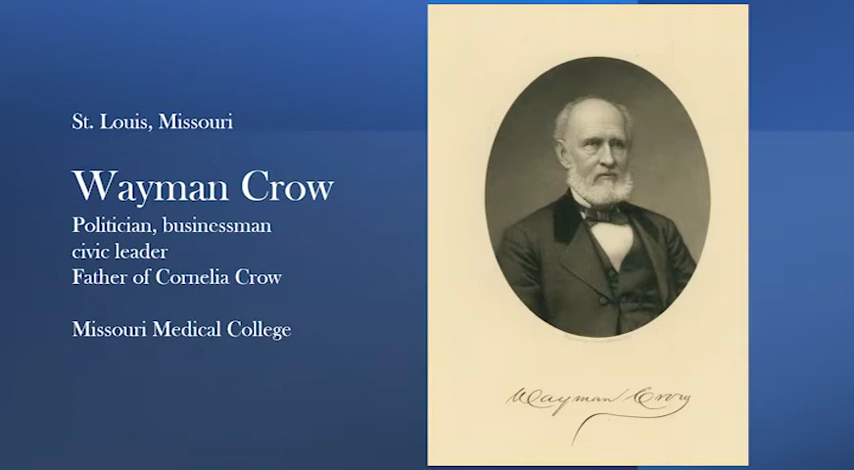 St. Louis, Missouri
Wayman Crow
Politician, businessman
civic leader
Father of Cornelia Crow
Missouri Medical College
Wayman Crow